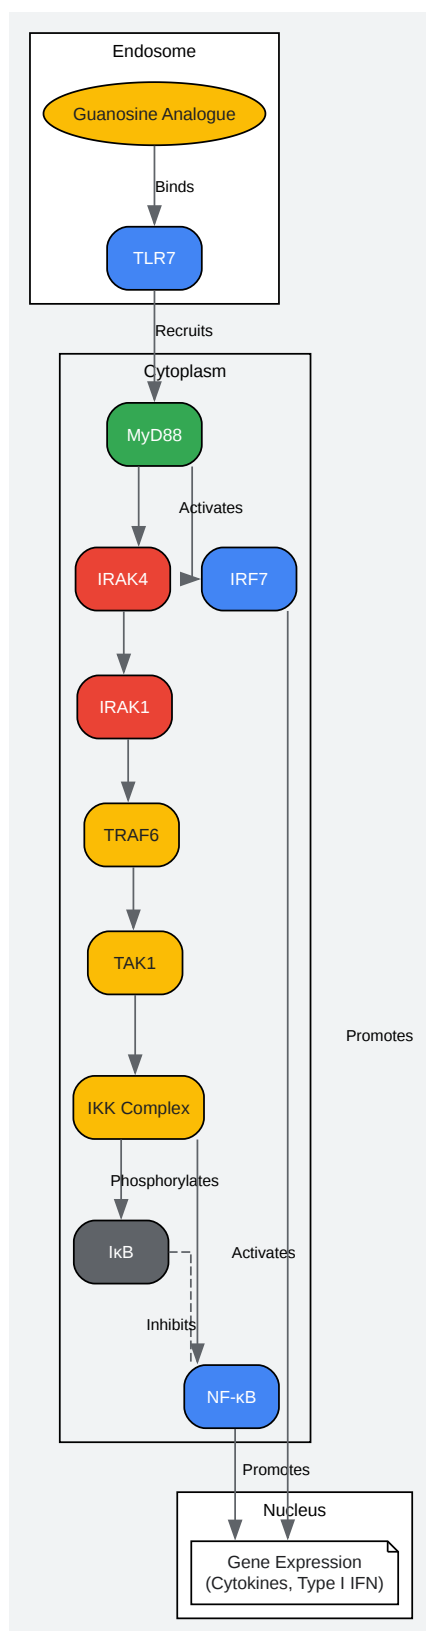 Endosome
Guanosine Analogue
Binds
TLR7
Recruits
Cytoplasm
MyD88
Activates
IRAK4
IRF7
IRAK1
TRAF6
TAK1
Promotes
IKK Complex
Phosphorylates
IκB
Activates
Inhibits
NF-κB
Promotes
Nucleus
Gene Expression
(Cytokines, Type I IFN)